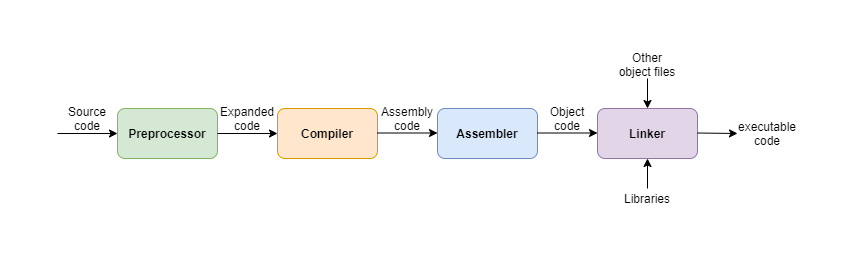 Source
code
Preprocessor
Expanded
code
Compiler
Assembly
code
Assembler
Object
code
Other
object files
Linker
Libraries
executable
code